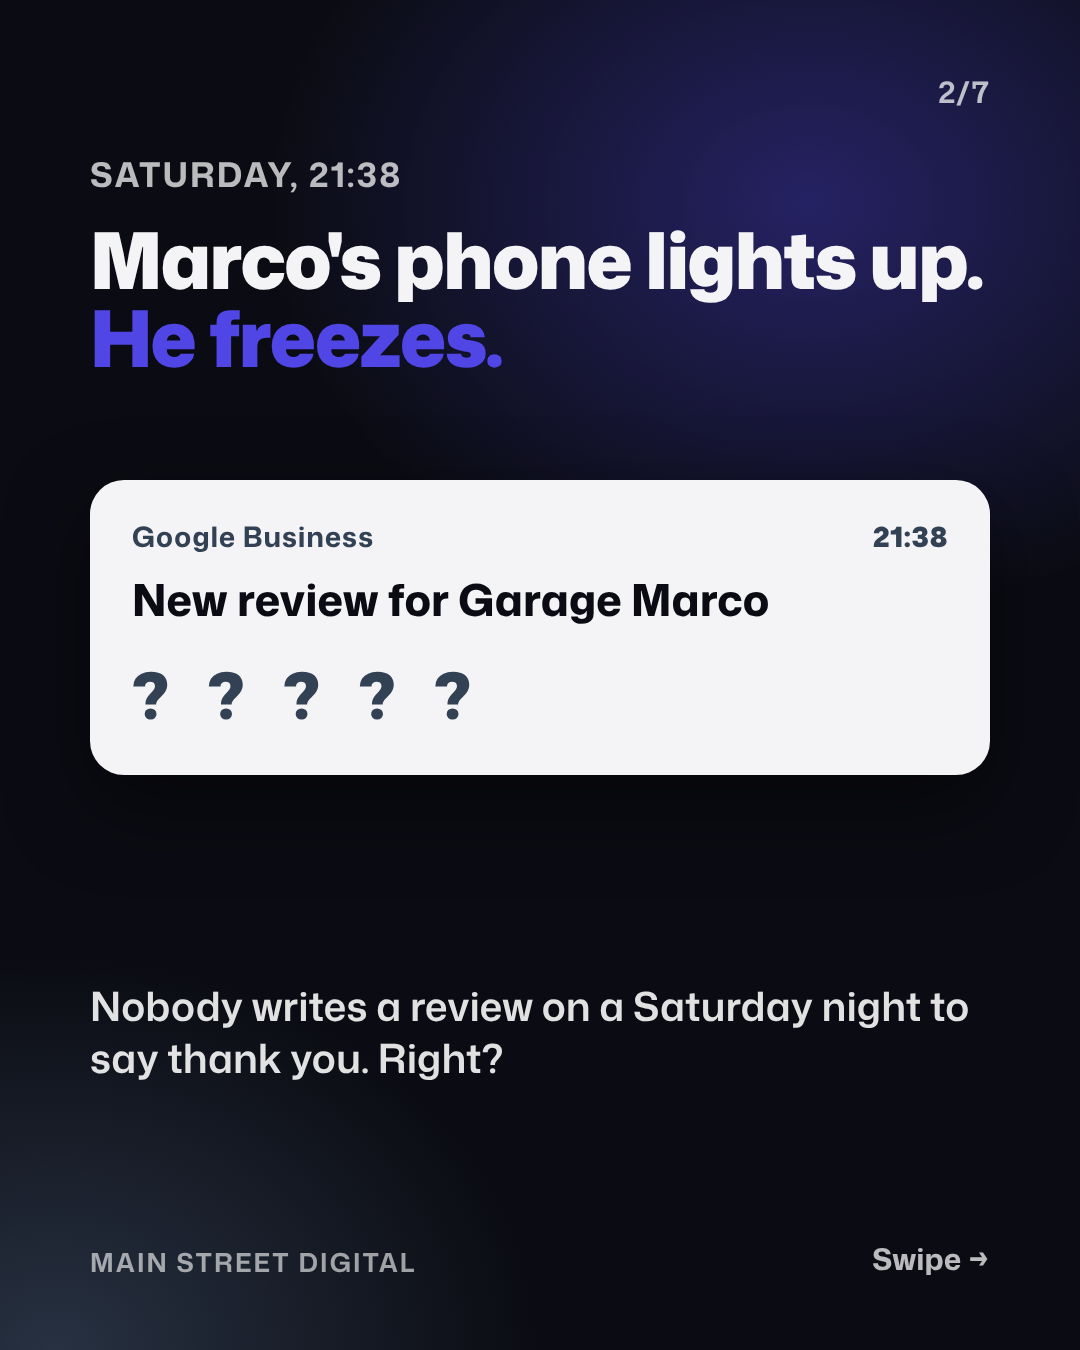 2/7
SATURDAY, 21:38
Marco's phone lights up.
He freezes.
Google Business 21:38
New review for Garage Marco
? ? ? ? ?
Nobody writes a review on a Saturday night to
say thank you. Right?
MAIN STREET DIGITAL
Swipe →